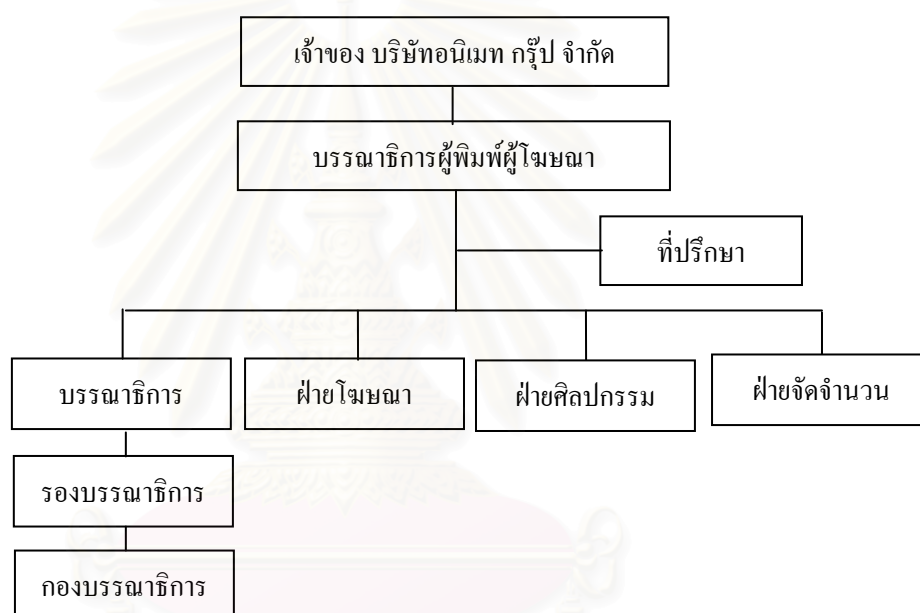 เจ้าของ บริษัทอนิเมท กรุ๊ป จำกัด
บรรณาธิการผู้พิมพ์ผู้โฆษณา
ที่ปรึกษา
บรรณาธิการ
ฝ่ายโฆษณา
ฝ่ายศิลปกรรม
ฝ่ายจัดจำนวน
รองบรรณาธิการ
กองบรรณาธิการ